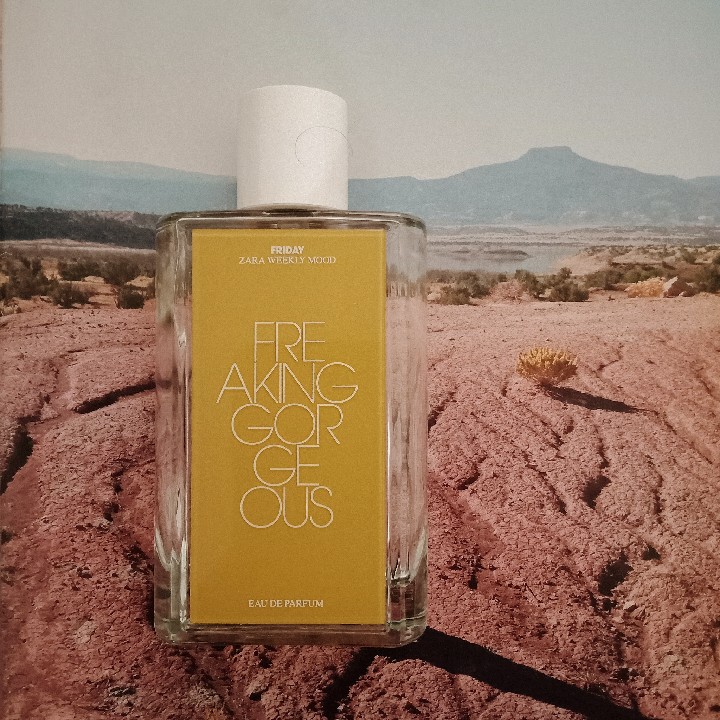 FRIDAY
ZARA WEEKLY MOOD
FRE
AKING
GOR
GE
OUS
EAU DE PARFUM